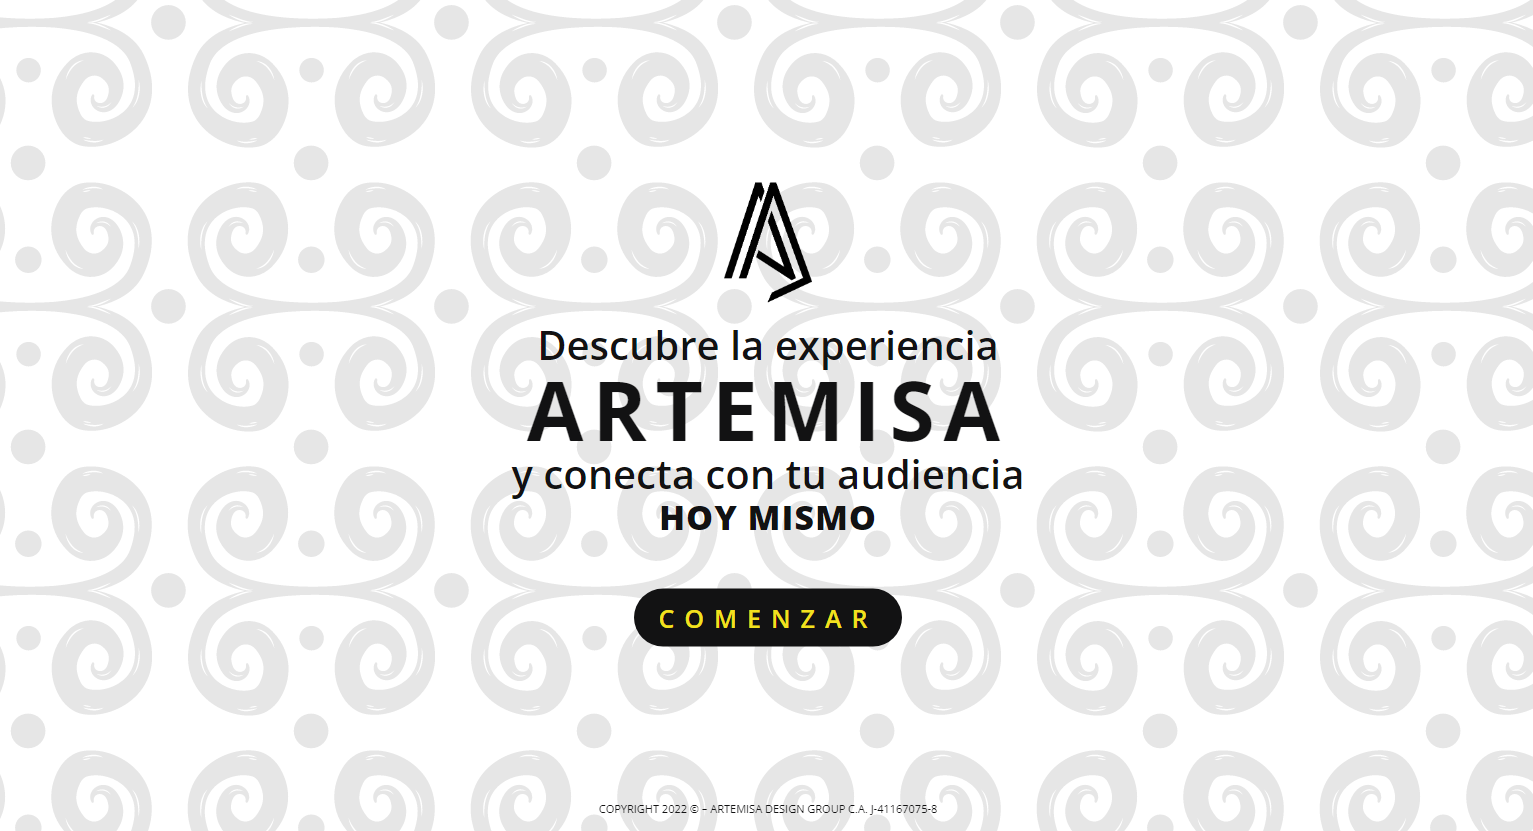 Descubre la experiencia
ARTEMISA
y conecta con tu audiencia
HOY MISMO
COMENZAR
COPYRIGHT 2022 © – ARTEMISA DESIGN GROUP C.A. J-41167075-8